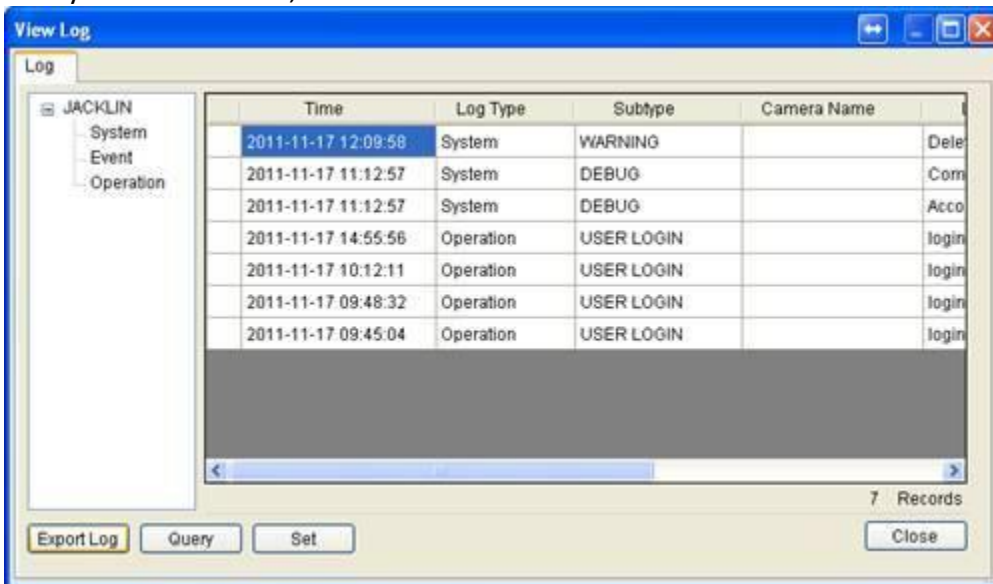 View Log
Log
JACKLIN
System
Event
Operation
Time Log Type Subtype Camera Name
2011-11-17 12:09:58 System WARNING Dele
2011-11-17 11:12:57 System DEBUG Com
2011-11-17 11:12:57 System DEBUG Acco
2011-11-17 14:55:56 Operation USER LOGIN login
2011-11-17 10:12:11 Operation USER LOGIN login
2011-11-17 09:48:32 Operation USER LOGIN login
2011-11-17 09:45:04 Operation USER LOGIN login
7 Records
Export Log Query Set Close